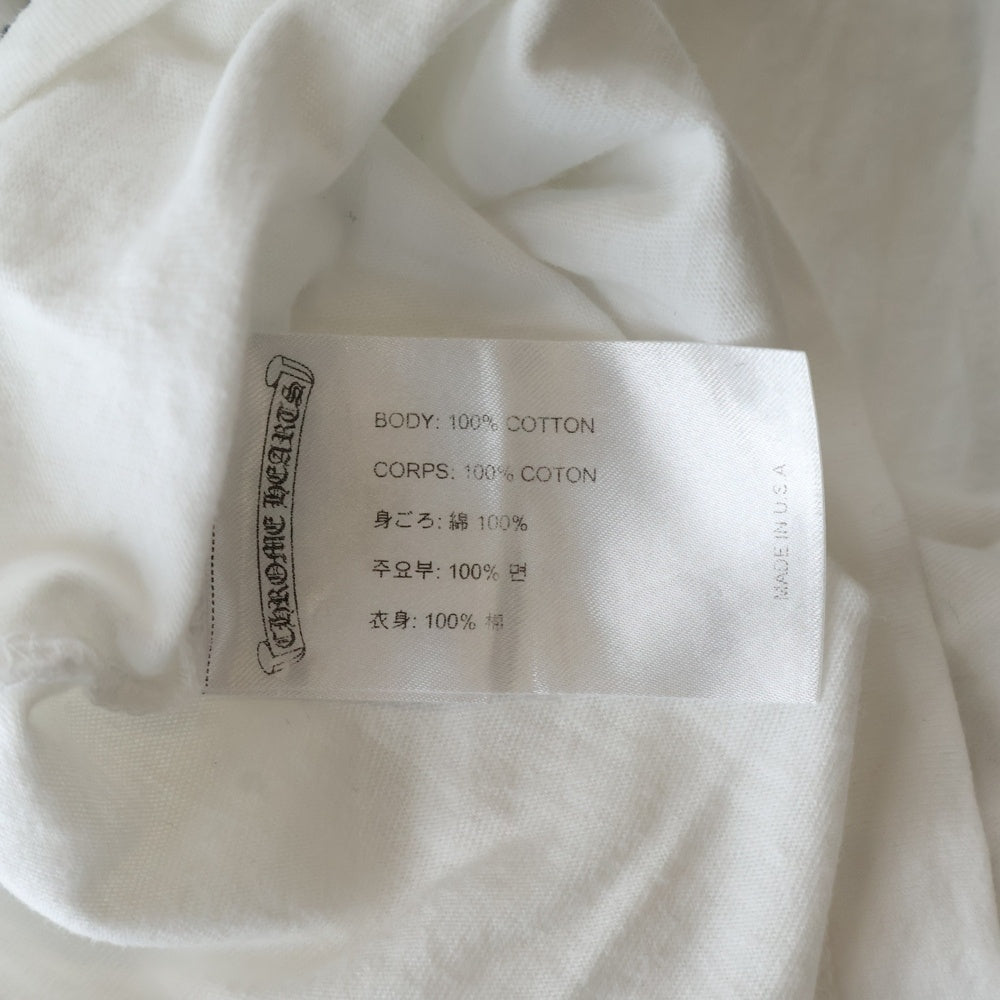 CHROME HEARTS
BODY: 100% COTTON
CORPS: 100% COTON
身ごろ: 綿 100%
주요부: 100% 면
衣身: 100% 棉
MADE IN U.S.A